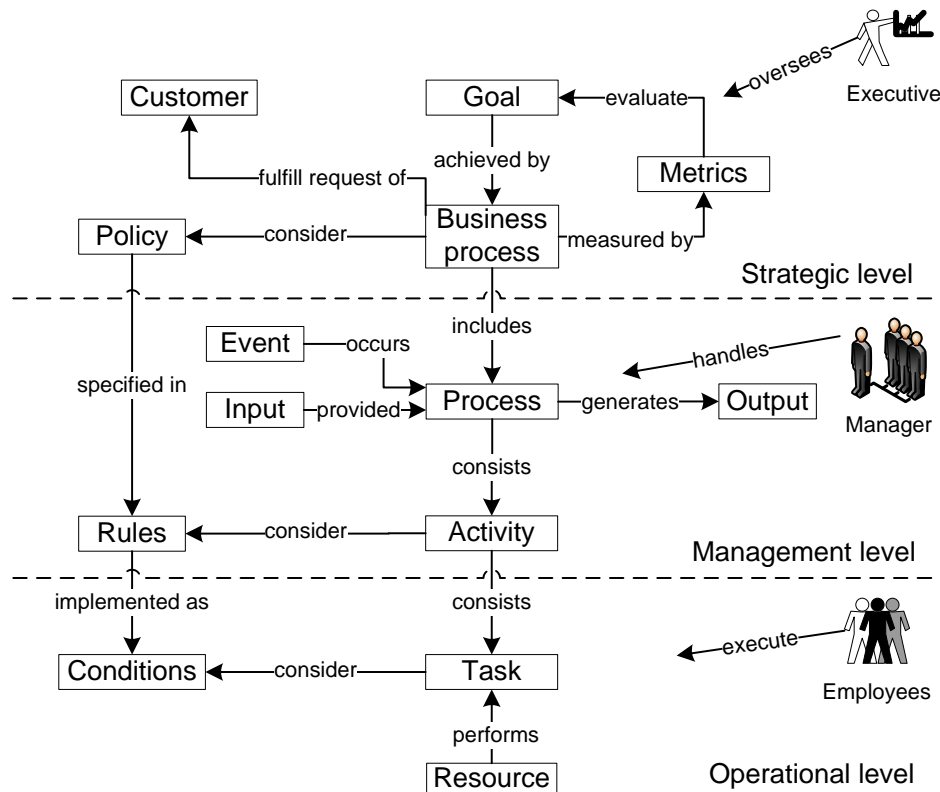 oversees
Executive
Customer
Goal
evaluate
achieved by
Metrics
fulfill request of
Policy
consider
Business
process
measured by
Strategic level
includes
Event
occurs
handles
specified in
Input
provided
Process
generates
Output
Manager
consists
Rules
consider
Activity
Management level
implemented as
consists
execute
Conditions
consider
Task
Employees
performs
Resource
Operational level